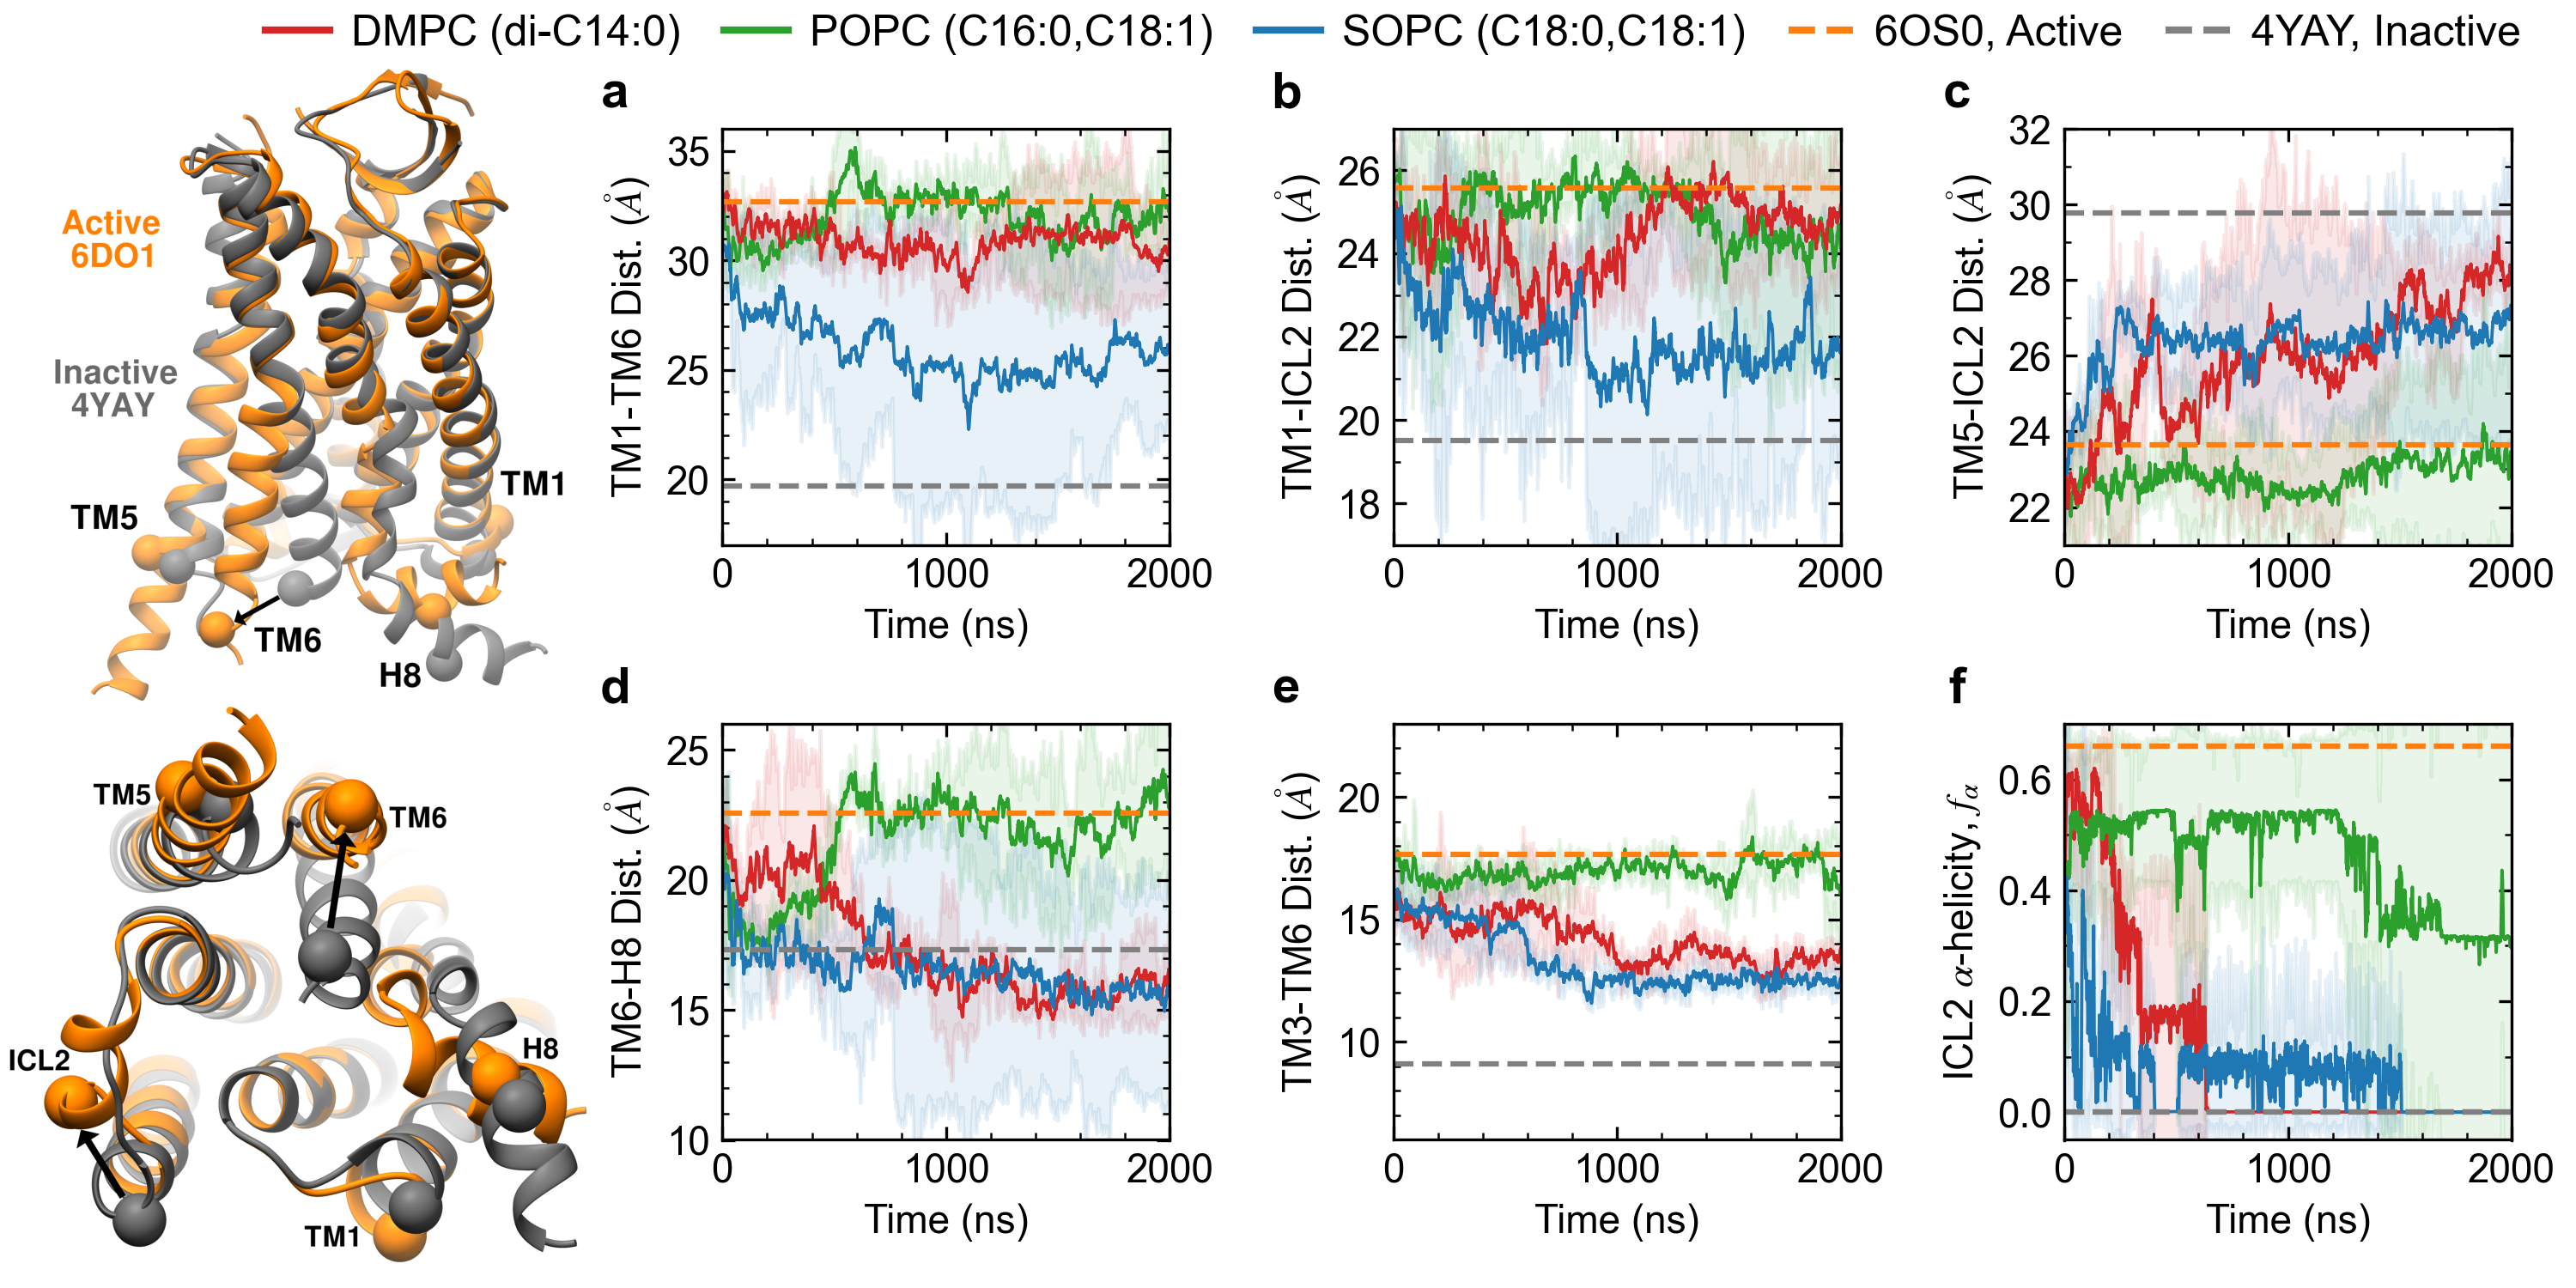 DMPC (di-C14:0) POPC (C16:0,C18:1) SOPC (C18:0,C18:1) 6OS0, Active 4YAY, Inactive
Active
6DO1
Inactive
4YAY
TM5
TM1
TM6
H8
TM5
TM6
ICL2
H8
TM1
a
TM1-TM6 Dist. (Å)
35
30
25
20
0 1000 2000
Time (ns)
b
TM1-ICL2 Dist. (Å)
26
24
22
20
18
0 1000 2000
Time (ns)
c
TM5-ICL2 Dist. (Å)
32
30
28
26
24
22
0 1000 2000
Time (ns)
d
TM6-H8 Dist. (Å)
25
20
15
10
0 1000 2000
Time (ns)
e
TM3-TM6 Dist. (Å)
20
15
10
0 1000 2000
Time (ns)
f
ICL2 α-helicity, fα
0.6
0.4
0.2
0.0
0 1000 2000
Time (ns)